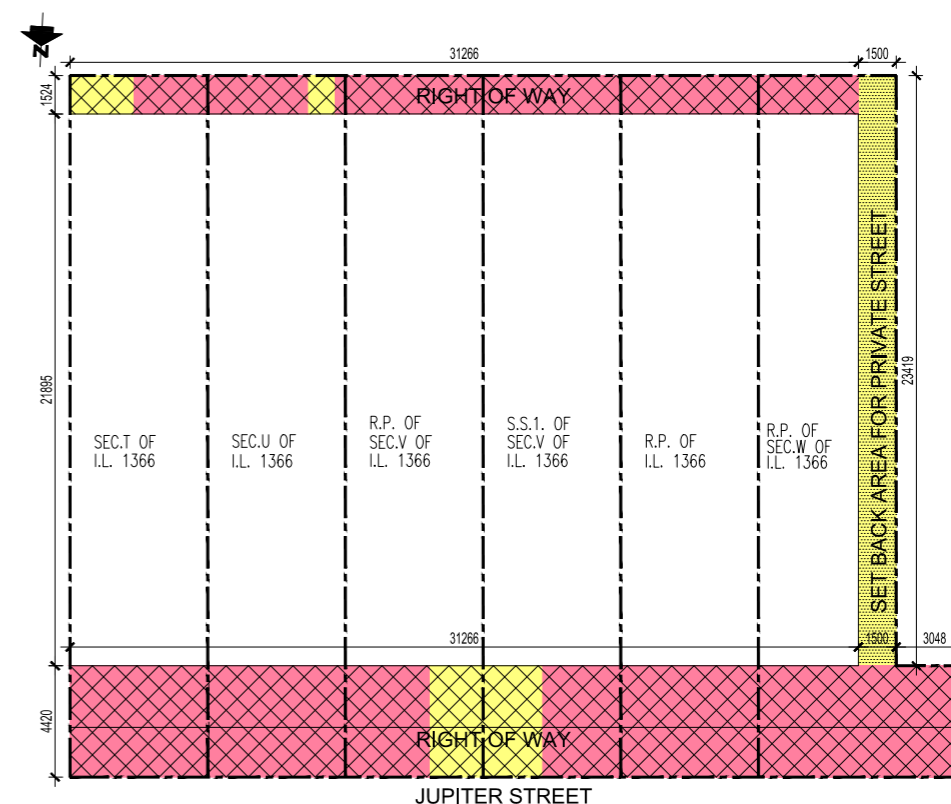 N
31266
1500
1524
RIGHT OF WAY
21895
SET BACK AREA FOR PRIVATE STREET
23419
SEC.T OF
I.L. 1366
SEC.U OF
I.L. 1366
R.P. OF
SEC.V OF
I.L. 1366
S.S.1. OF
SEC.V OF
I.L. 1366
R.P. OF
I.L. 1366
R.P. OF
SEC.W OF
I.L. 1366
31266
1500
3048
4420
RIGHT OF WAY
JUPITER STREET